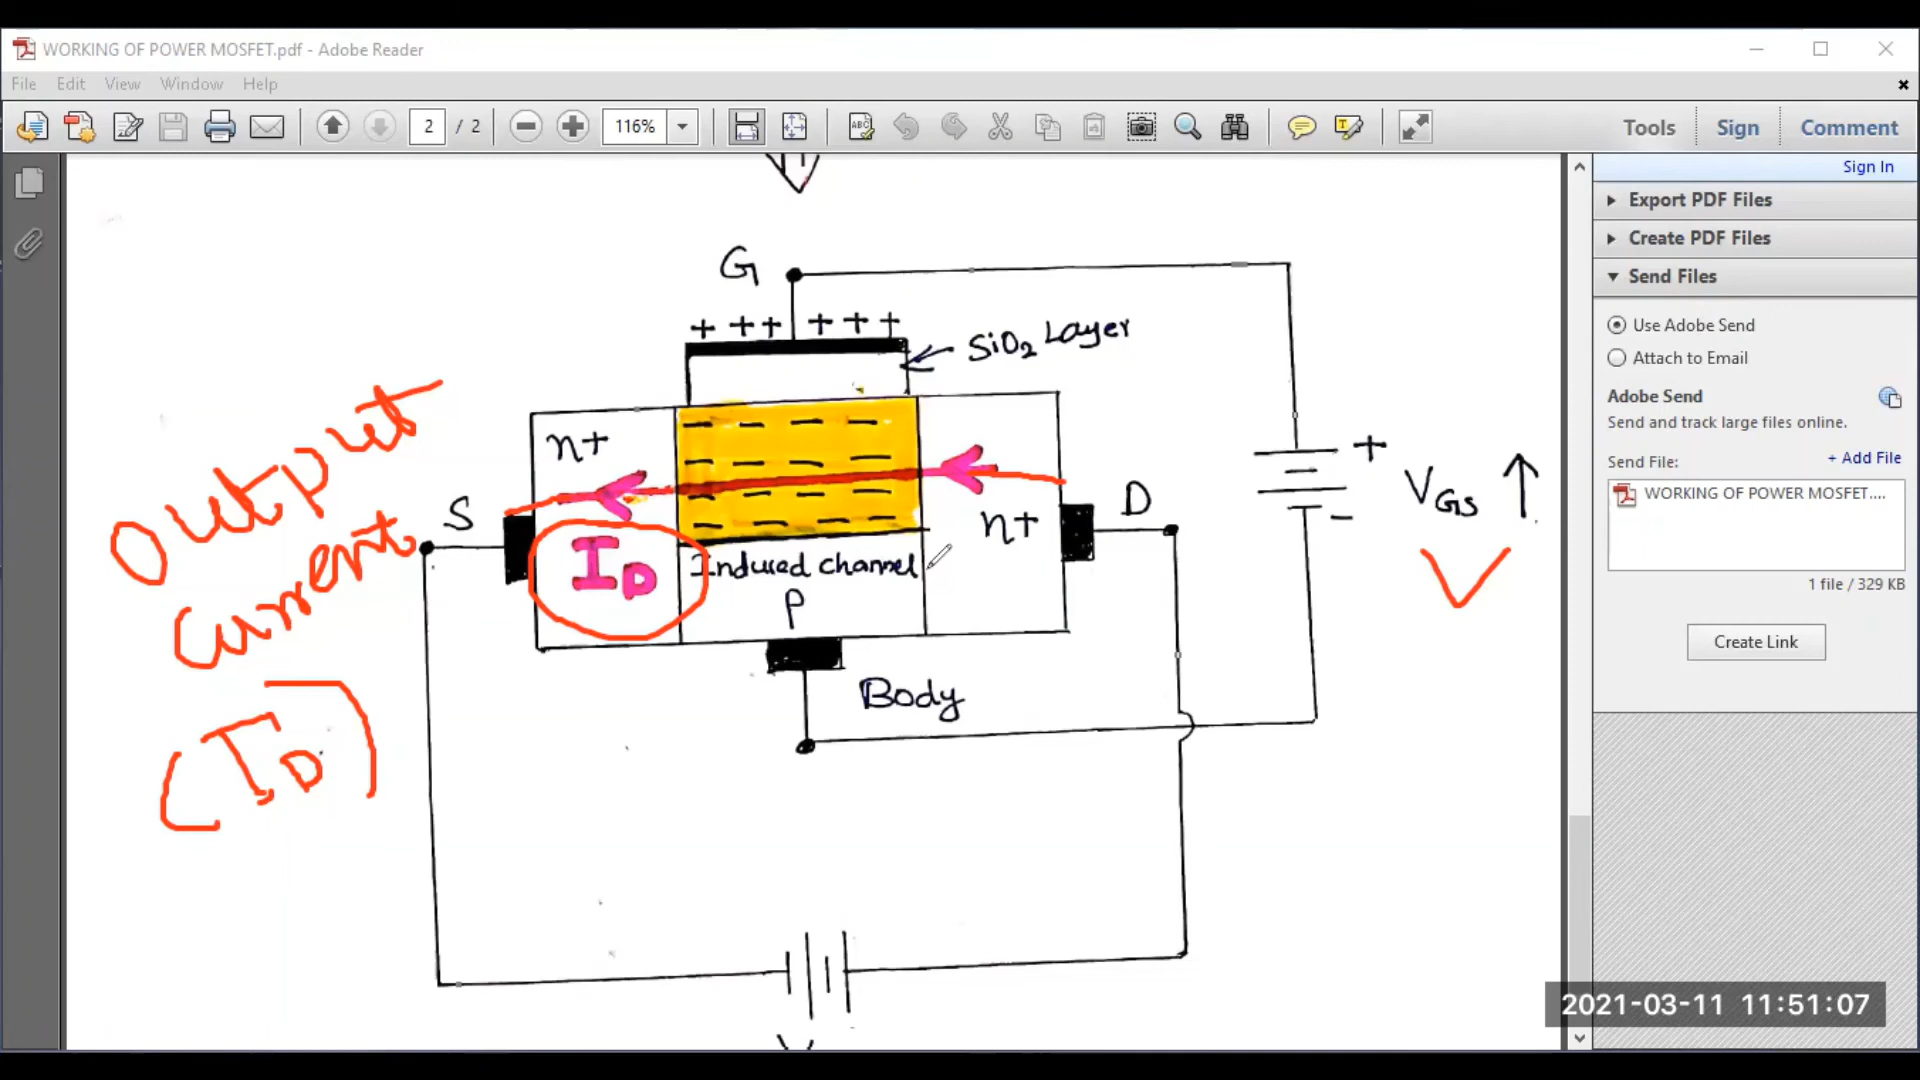 WORKING OF POWER MOSFET.pdf - Adobe Reader
File Edit View Window Help
2 / 2 116% Tools Sign Comment
Sign In
Export PDF Files
Create PDF Files
Send Files
Use Adobe Send
Attach to Email
Adobe Send
Send and track large files online.
Send File: + Add File
WORKING OF POWER MOSFET....
1 file / 329 KB
Create Link
G
+ + + + + +
SiO2 Layer
n+
S
ID
Induced channel
P
n+
D
+
-
VGS ↑
Body
Output
Current
(ID)
2021-03-11 11:51:07